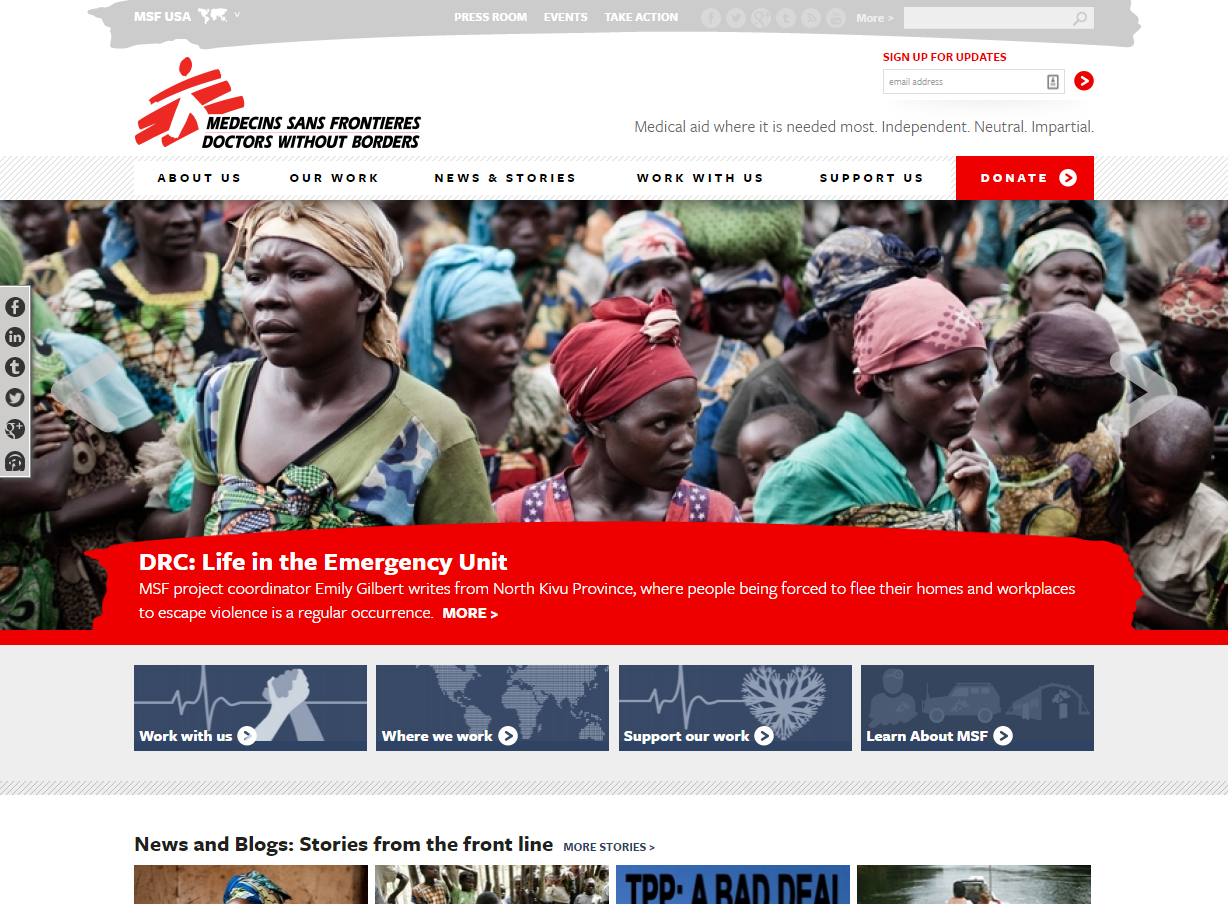 MSF USA
PRESS ROOM EVENTS TAKE ACTION More >
SIGN UP FOR UPDATES
email address
MEDECINS SANS FRONTIERES
DOCTORS WITHOUT BORDERS
Medical aid where it is needed most. Independent. Neutral. Impartial.
ABOUT US OUR WORK NEWS & STORIES WORK WITH US SUPPORT US DONATE
DRC: Life in the Emergency Unit
MSF project coordinator Emily Gilbert writes from North Kivu Province, where people being forced to flee their homes and workplaces
to escape violence is a regular occurrence. MORE >
Work with us Where we work Support our work Learn About MSF
News and Blogs: Stories from the front line MORE STORIES >
TPP: A BAD DEAL